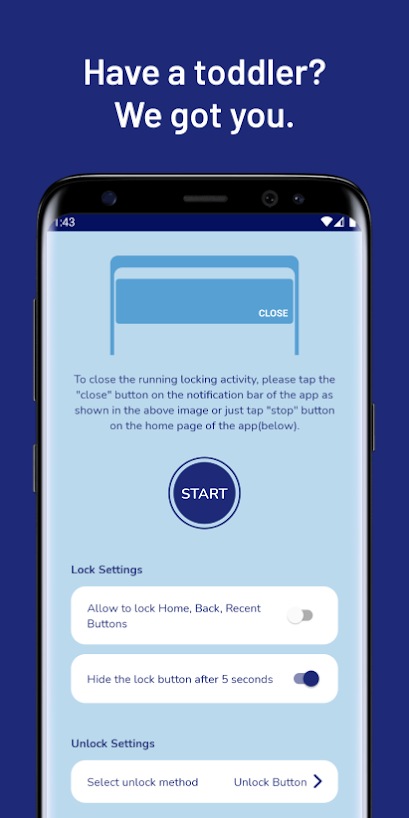 Have a toddler?
We got you.
1:43
CLOSE
To close the running locking activity, please tap the
"close" button on the notification bar of the app as
shown in the above image or just tap "stop" button
on the home page of the app(below).
START
Lock Settings
Allow to lock Home, Back, Recent
Buttons
Hide the lock button after 5 seconds
Unlock Settings
Select unlock method Unlock Button